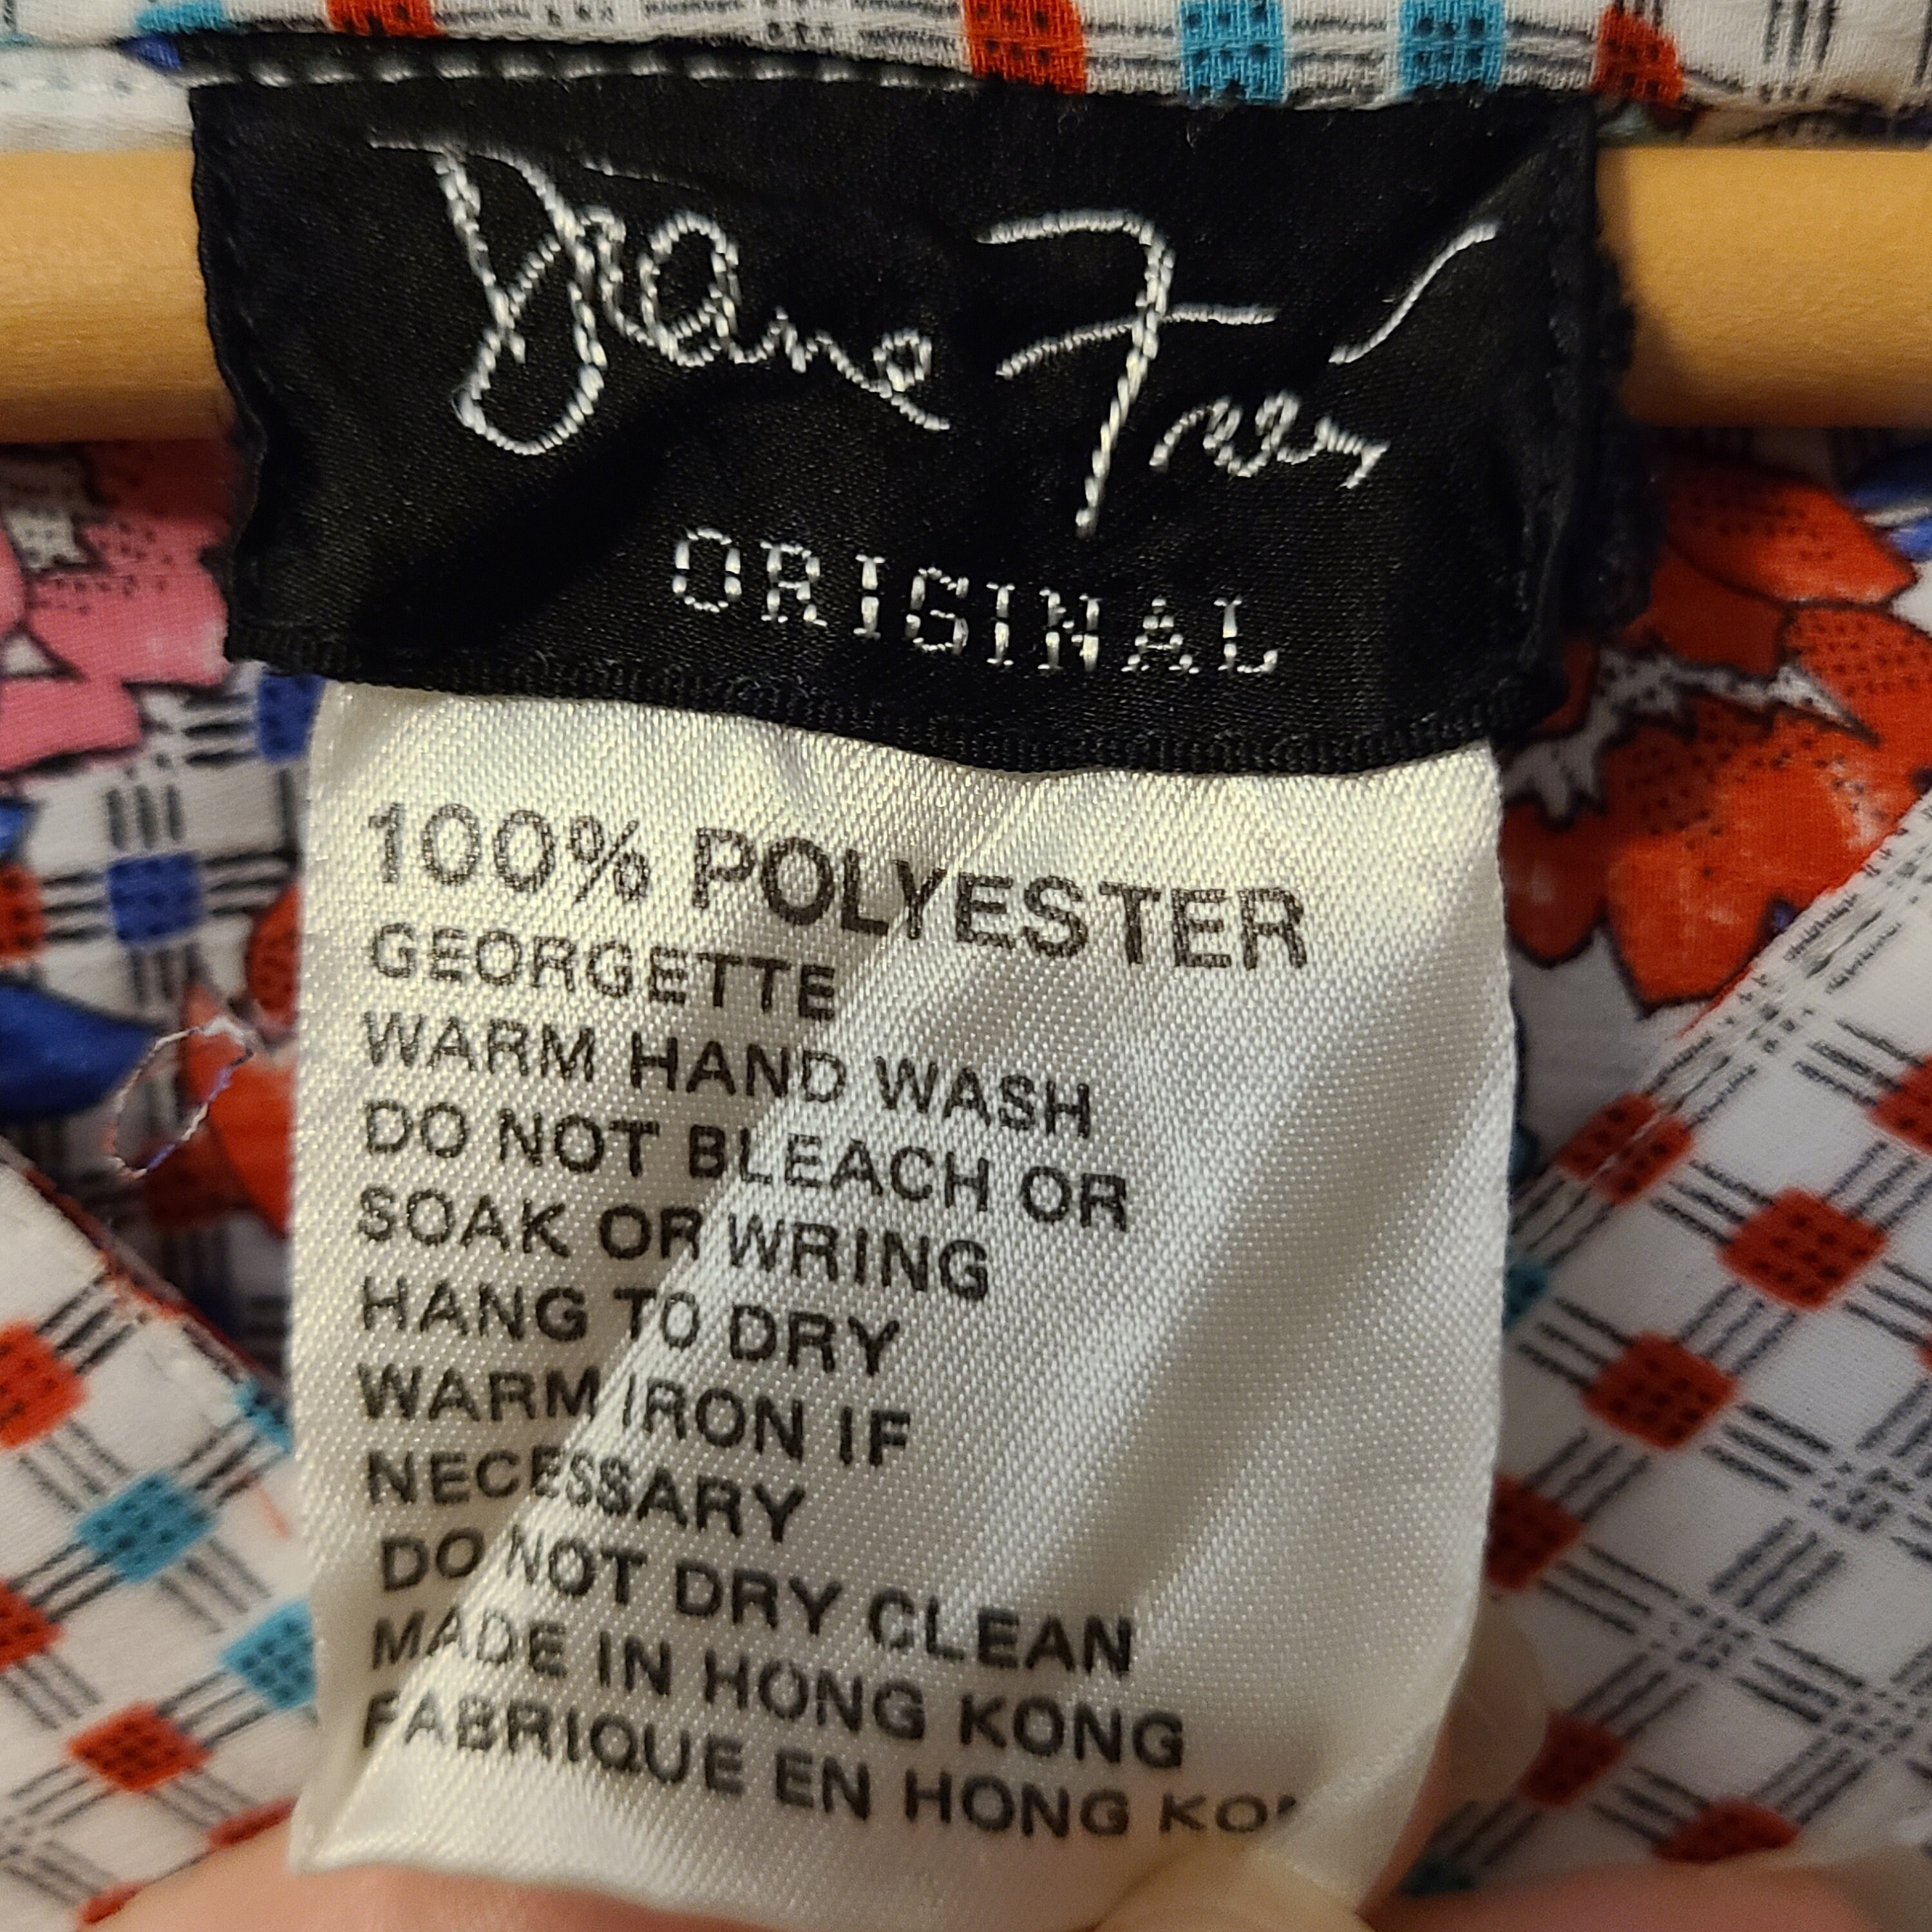 Diane Freis
ORIGINAL
100% POLYESTER
GEORGETTE
WARM HAND WASH
DO NOT BLEACH OR
SOAK OR WRING
HANG TO DRY
WARM IRON IF
NECESSARY
DO NOT DRY CLEAN
MADE IN HONG KONG
FABRIQUE EN HONG